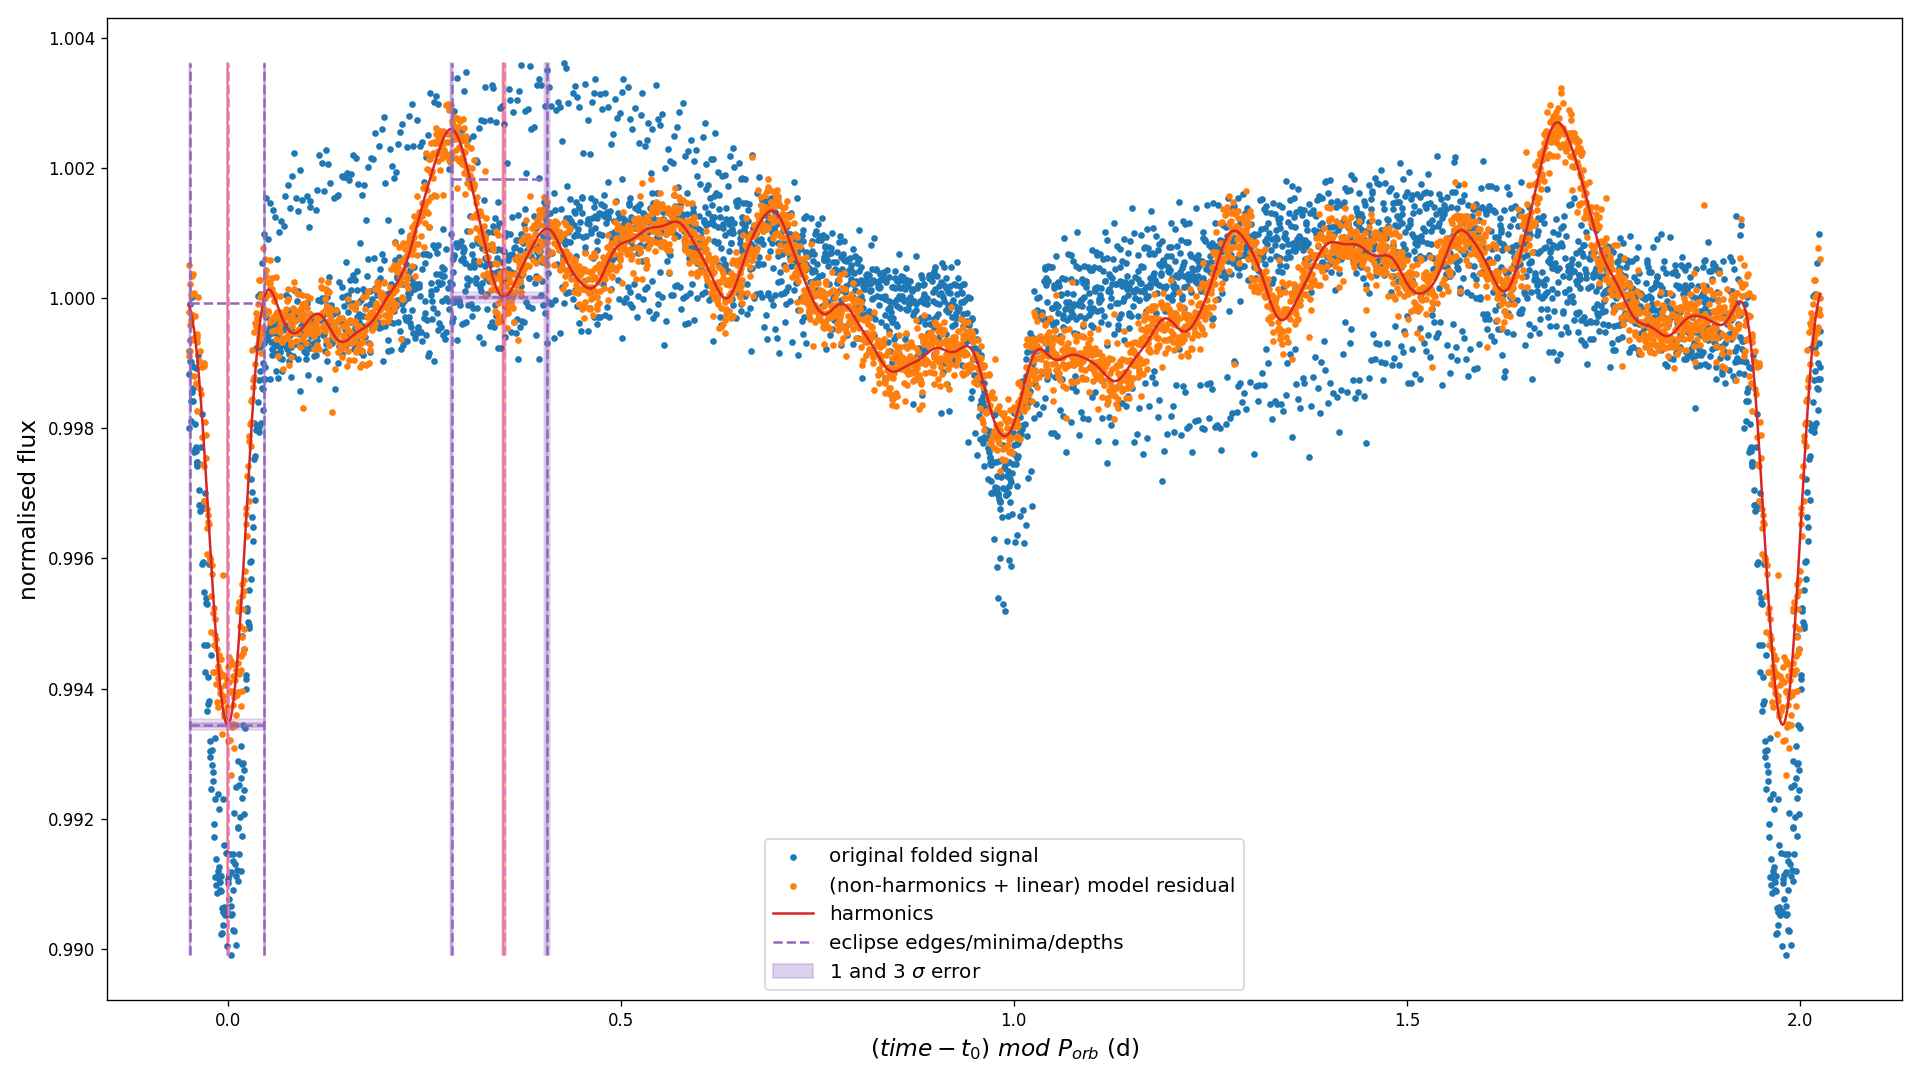 1.004
1.002
1.000
0.998
0.996
0.994
0.992
0.990
normalised flux
original folded signal
(non-harmonics + linear) model residual
harmonics
eclipse edges/minima/depths
1 and 3 σ error
0.0 0.5 1.0 1.5 2.0
(time − t₀) mod Pₒᵣb (d)